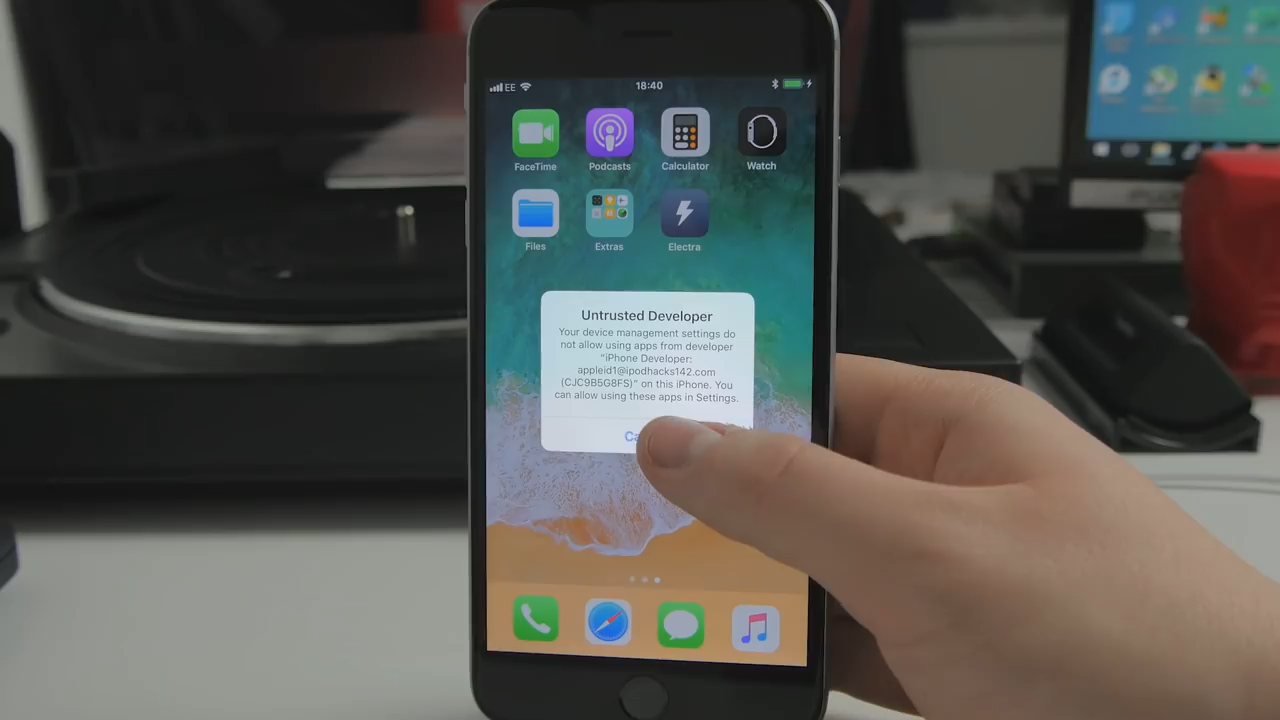 EE 18:40
FaceTime Podcasts Calculator Watch
Files Extras Electra
Untrusted Developer
Your device management settings do
not allow using apps from developer
“iPhone Developer:
appleid1@ipodhacks142.com
(CJC9B5G8FS)” on this iPhone. You
can allow using these apps in Settings.